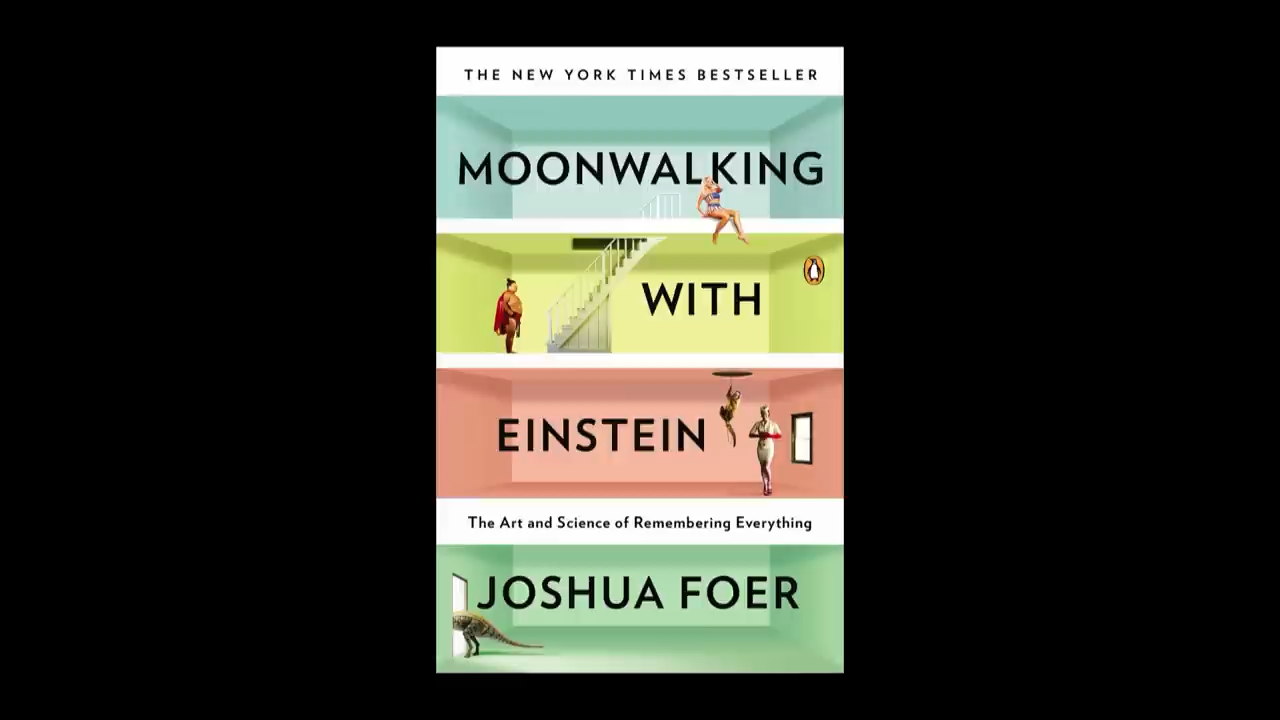 THE NEW YORK TIMES BESTSELLER
MOONWALKING
WITH
EINSTEIN
The Art and Science of Remembering Everything
JOSHUA FOER